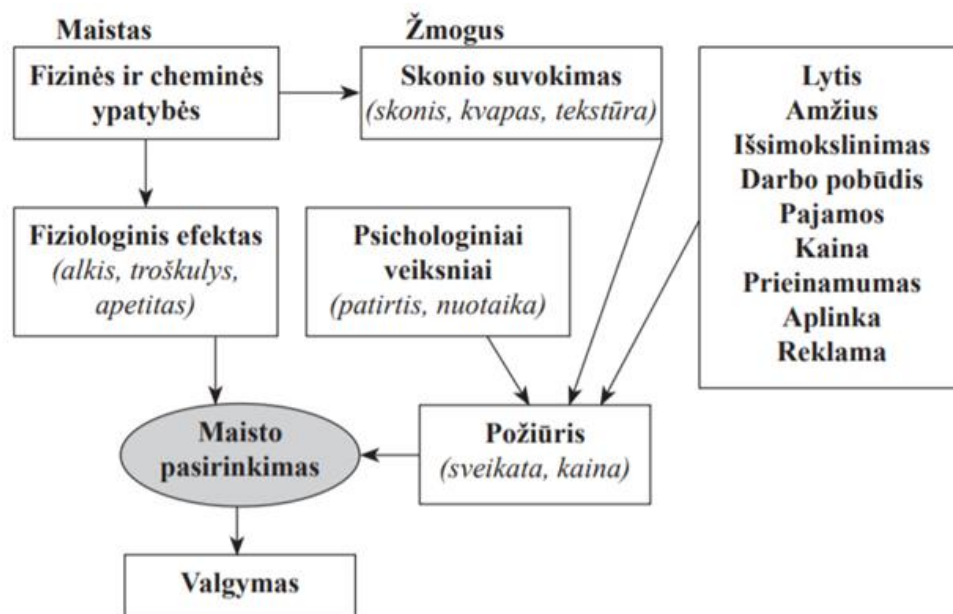 Maistas
Fizinės ir cheminės
ypatybės
Žmogus
Skonio suvokimas
(skonis, kvapas, tekstūra)
Lytis
Amžius
Išsimokslinimas
Darbo pobūdis
Pajamos
Kaina
Prieinamumas
Aplinka
Reklama
Fiziologinis efektas
(alkis, troškulys,
apetitas)
Psichologiniai
veiksniai
(patirtis, nuotaika)
Maisto
pasirinkimas
Požiūris
(sveikata, kaina)
Valgymas